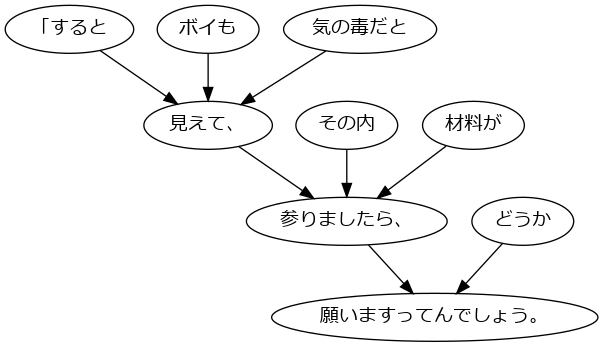 「すると
ボイも
気の毒だと
見えて、
その内
材料が
参りましたら、
どうか
願いますってんでしょう。